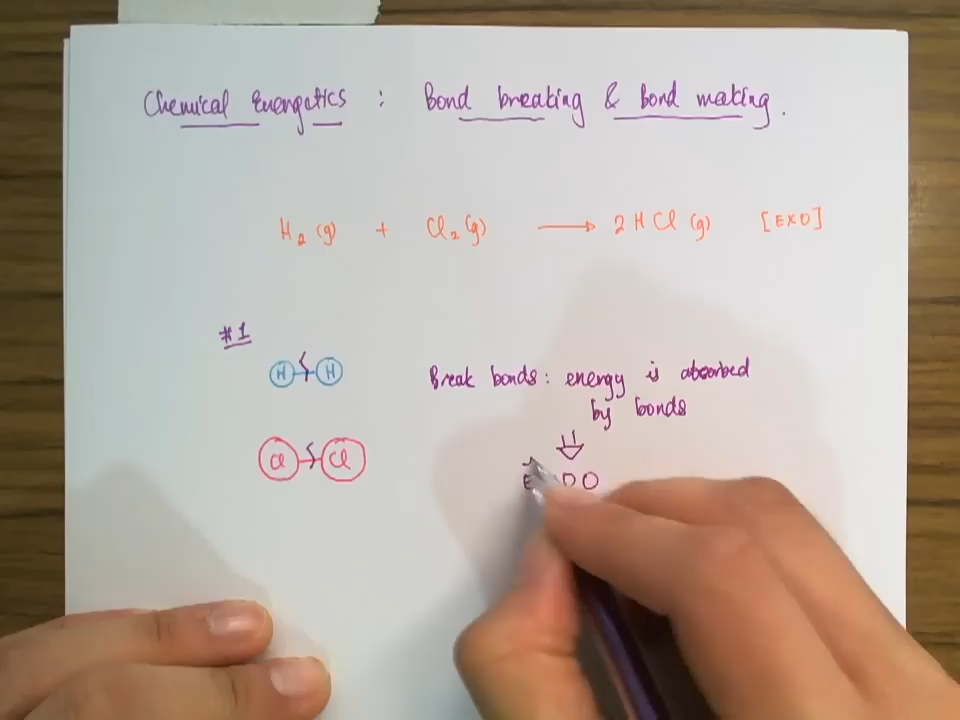 Chemical Energetics : Bond breaking & Bond making.
H₂ (g) + Cl₂ (g) → 2 H Cl (g) [EXO]
#1
H H
Break bonds: energy is absorbed
by bonds
Cl Cl